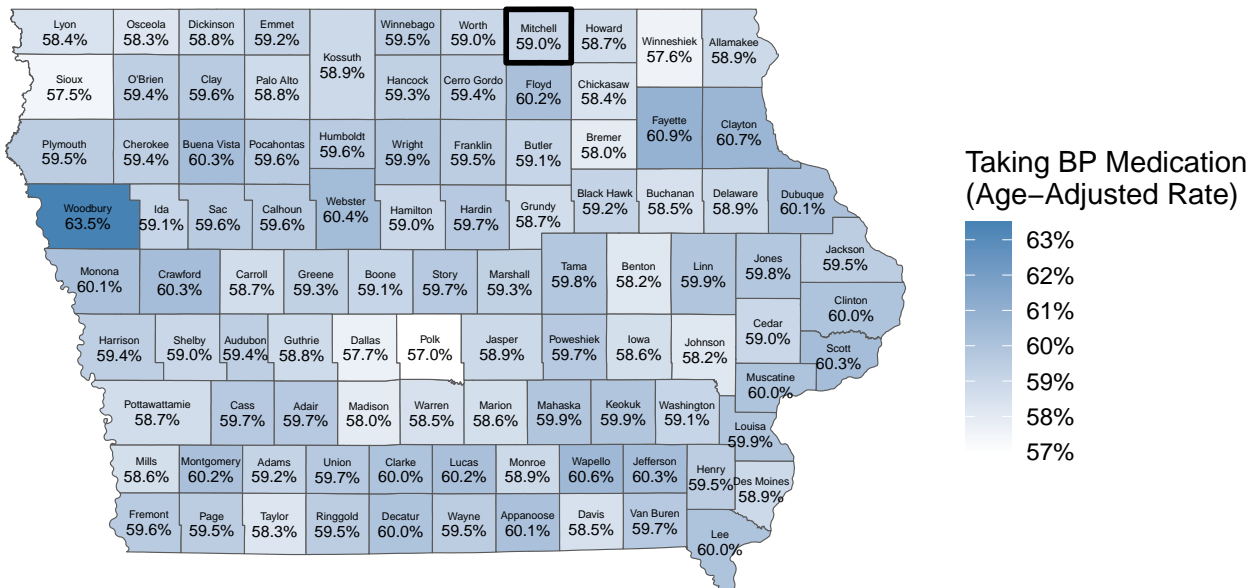 Lyon
58.4%
Osceola
58.3%
Dickinson
58.8%
Emmet
59.2%
Kossuth
58.9%
Winnebago
59.5%
Worth
59.0%
Mitchell
59.0%
Howard
58.7%
Winneshiek
57.6%
Allamakee
58.9%
Sioux
57.5%
O'Brien
59.4%
Clay
59.6%
Palo Alto
58.8%
Hancock
59.3%
Cerro Gordo
59.4%
Floyd
60.2%
Chickasaw
58.4%
Fayette
60.9%
Clayton
60.7%
Plymouth
59.5%
Cherokee
59.4%
Buena Vista
60.3%
Pocahontas
59.6%
Humboldt
59.6%
Wright
59.9%
Franklin
59.5%
Butler
59.1%
Bremer
58.0%
Woodbury
63.5%
Ida
59.1%
Sac
59.6%
Calhoun
59.6%
Webster
60.4%
Hamilton
59.0%
Hardin
59.7%
Grundy
58.7%
Black Hawk
59.2%
Buchanan
58.5%
Delaware
58.9%
Dubuque
60.1%
Monona
60.1%
Crawford
60.3%
Carroll
58.7%
Greene
59.3%
Boone
59.1%
Story
59.7%
Marshall
59.3%
Tama
59.8%
Benton
58.2%
Linn
59.9%
Jones
59.8%
Jackson
59.5%
Clinton
60.0%
Harrison
59.4%
Shelby
59.0%
Audubon
59.4%
Guthrie
58.8%
Dallas
57.7%
Polk
57.0%
Jasper
58.9%
Poweshiek
59.7%
Iowa
58.6%
Johnson
58.2%
Cedar
59.0%
Scott
60.3%
Muscatine
60.0%
Pottawattamie
58.7%
Cass
59.7%
Adair
59.7%
Madison
58.0%
Warren
58.5%
Marion
58.6%
Mahaska
59.9%
Keokuk
59.9%
Washington
59.1%
Louisa
59.9%
Mills
58.6%
Montgomery
60.2%
Adams
59.2%
Union
59.7%
Clarke
60.0%
Lucas
60.2%
Monroe
58.9%
Wapello
60.6%
Jefferson
60.3%
Henry
59.5%
Des Moines
58.9%
Fremont
59.6%
Page
59.5%
Taylor
58.3%
Ringgold
59.5%
Decatur
60.0%
Wayne
59.5%
Appanoose
60.1%
Davis
58.5%
Van Buren
59.7%
Lee
60.0%
Taking BP Medication
(Age−Adjusted Rate)
63%
62%
61%
60%
59%
58%
57%